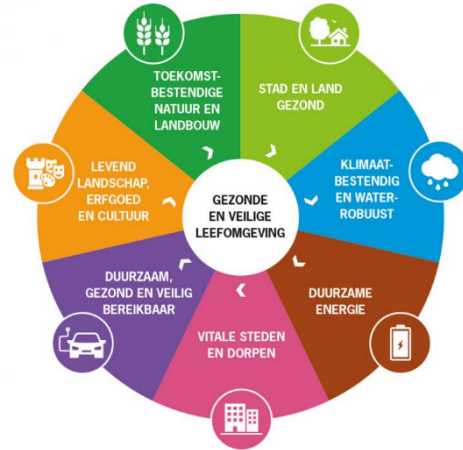 TOEKOMST-
BESTENDIGE
NATUUR EN
LANDBOUW
STAD EN LAND
GEZOND
KLIMAAT-
BESTENDIG
EN WATER-
ROBUUST
DUURZAME
ENERGIE
VITALE STEDEN
EN DORPEN
DUURZAAM,
GEZOND EN VEILIG
BEREIKBAAR
LEVEND
LANDSCHAP,
ERFGOED
EN CULTUUR
GEZONDE
EN VEILIGE
LEEFOMGEVING